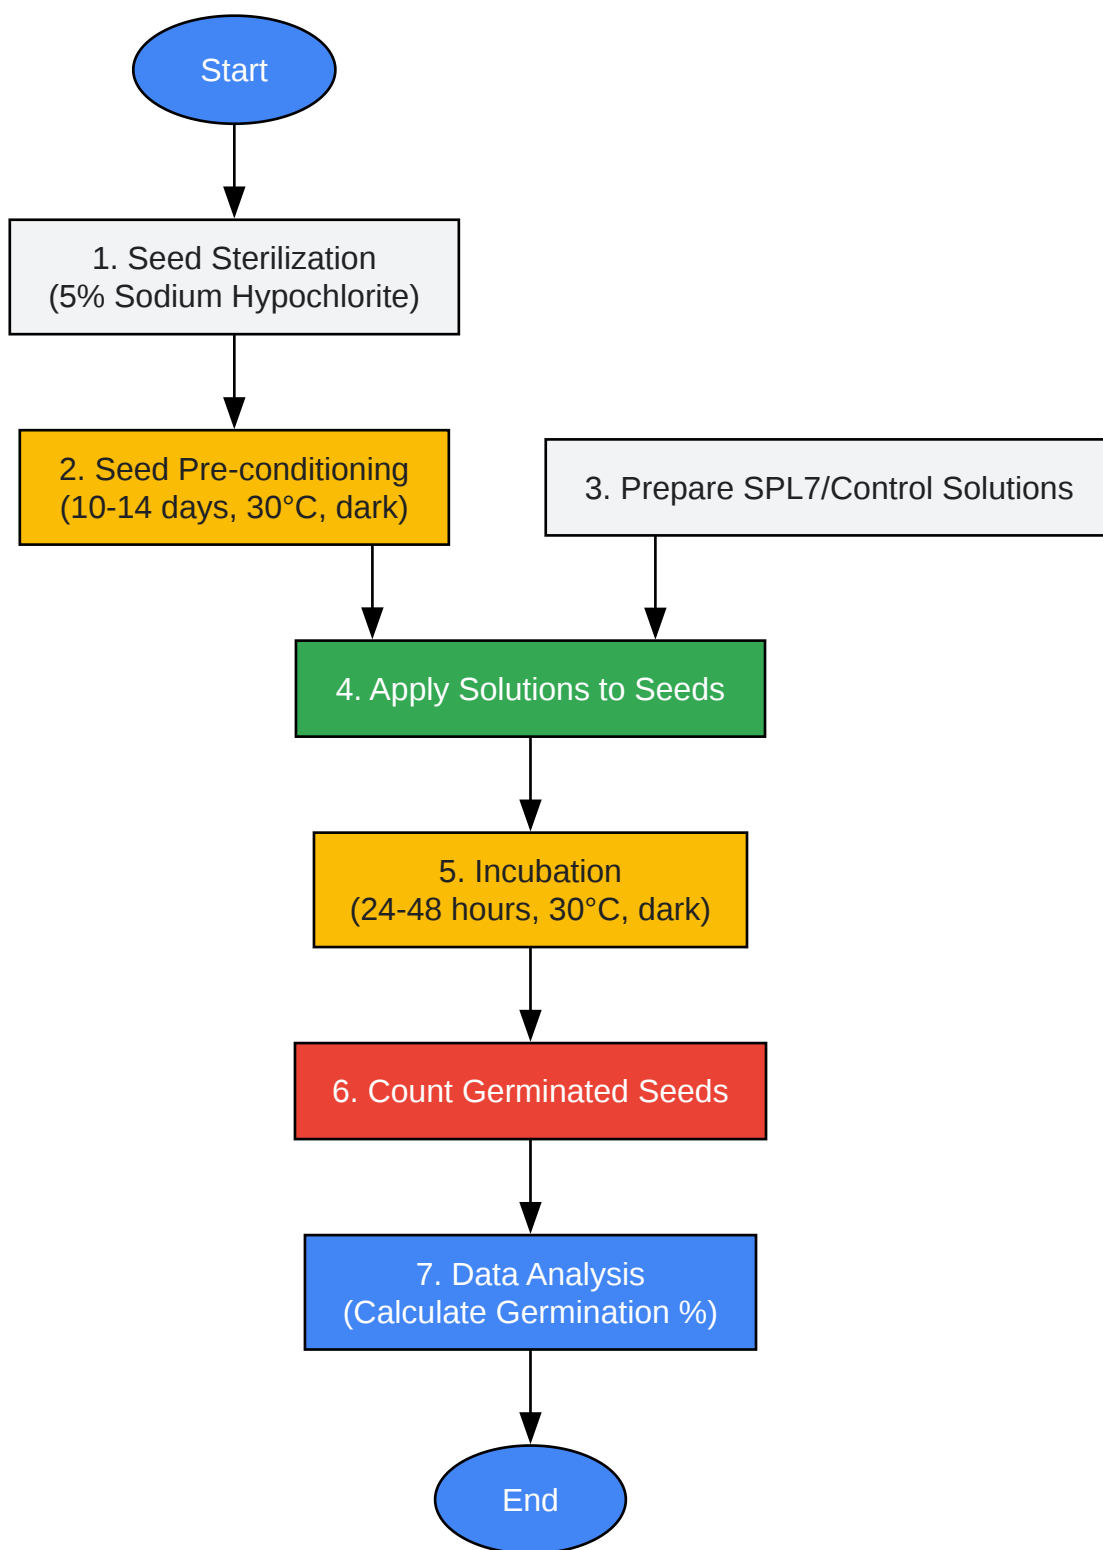 Start
1. Seed Sterilization
(5% Sodium Hypochlorite)
2. Seed Pre-conditioning
(10-14 days, 30°C, dark)
3. Prepare SPL7/Control Solutions
4. Apply Solutions to Seeds
5. Incubation
(24-48 hours, 30°C, dark)
6. Count Germinated Seeds
7. Data Analysis
(Calculate Germination %)
End